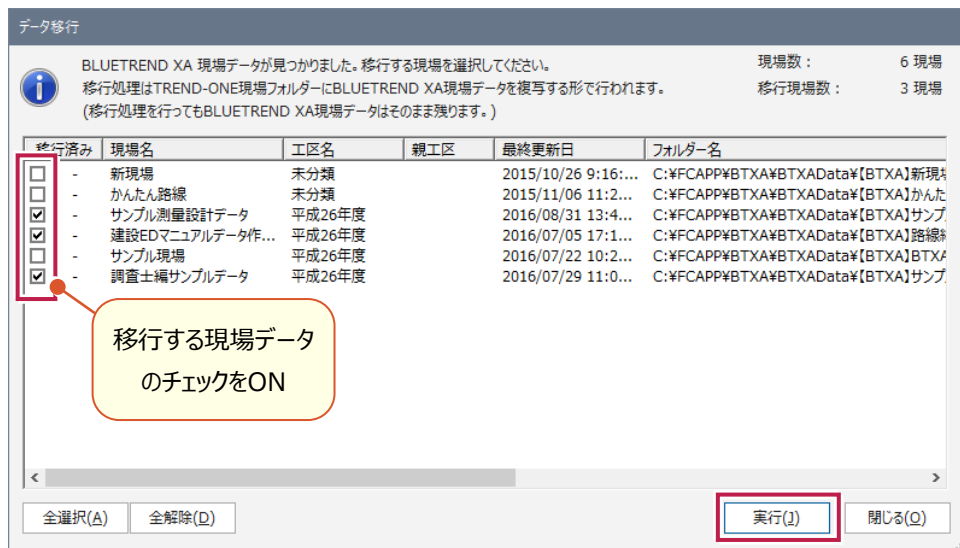 データ移行
BLUETREND XA 現場データが見つかりました。移行する現場を選択してください。
移行処理はTREND-ONE現場フォルダーにBLUETREND XA現場データを複写する形で行われます。
(移行処理を行ってもBLUETREND XA現場データはそのまま残ります。)
現場数： 6 現場
移行現場数： 3 現場
移行済み 現場名 工区名 親工区 最終更新日 フォルダー名
- 新現場 未分類 2015/10/26 9:16:... C:¥FCAPP¥BTXA¥BTXAData¥【BTXA】新現場
- かんたん路線 未分類 2015/11/06 11:2... C:¥FCAPP¥BTXA¥BTXAData¥【BTXA】かんた
- サンプル測量設計データ 平成26年度 2016/08/31 13:4... C:¥FCAPP¥BTXA¥BTXAData¥【BTXA】サンプ
- 建設EDマニュアルデータ作... 平成26年度 2016/07/05 17:1... C:¥FCAPP¥BTXA¥BTXAData¥【BTXA】路線
- サンプル現場 平成26年度 2016/07/22 10:2... C:¥FCAPP¥BTXA¥BTXAData¥【BTXA】BTXA
- 調査士編サンプルデータ 平成26年度 2016/07/29 11:0... C:¥FCAPP¥BTXA¥BTXAData¥【BTXA】サンプ
移行する現場データ
のチェックをON
全選択(A) 全解除(D) 実行(J) 閉じる(O)